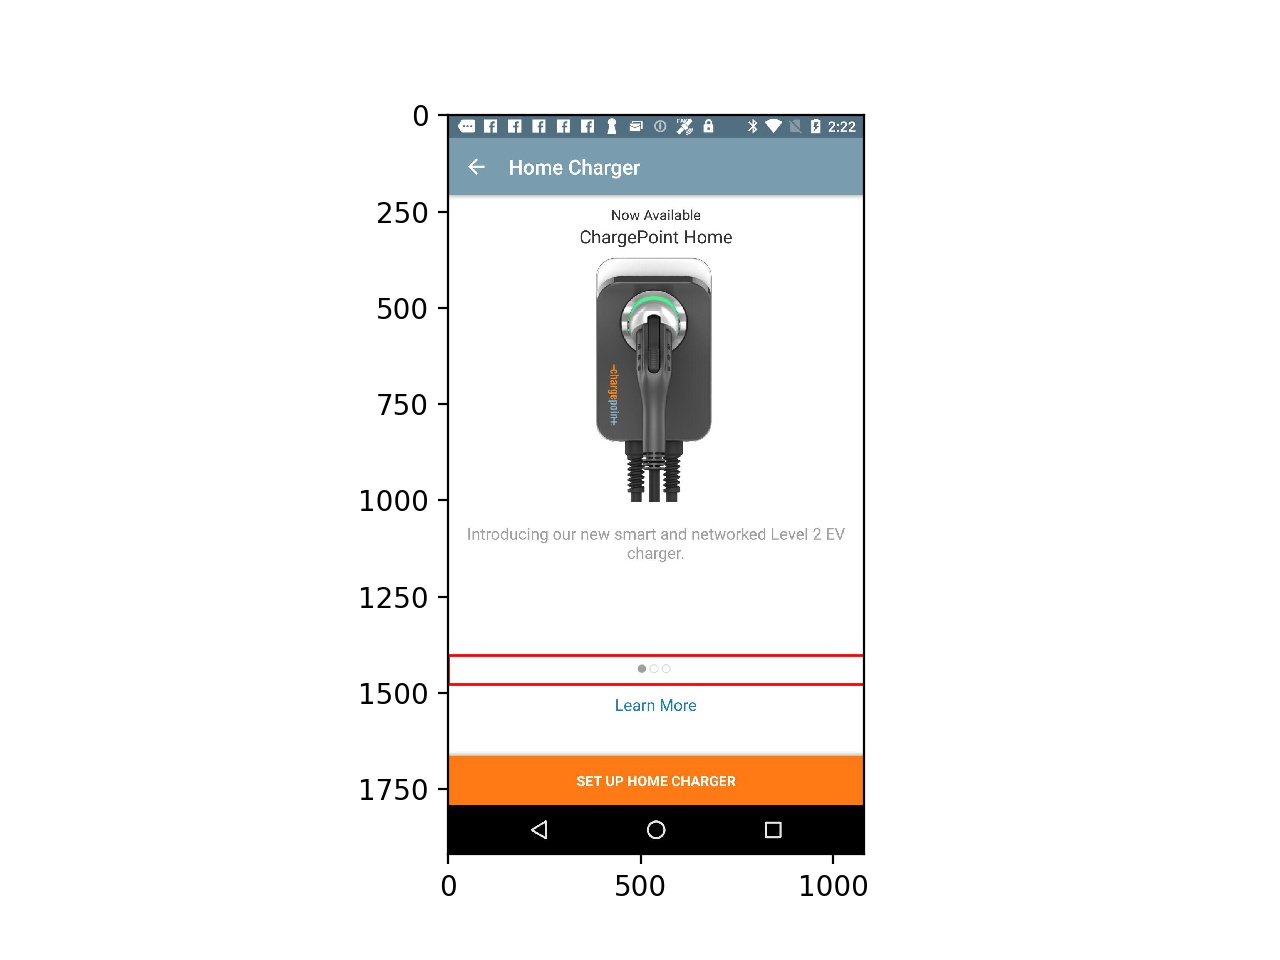 0
250
500
750
1000
1250
1500
1750
0
500
1000
2:22
Home Charger
Now Available
ChargePoint Home
-chargepoin+
Introducing our new smart and networked Level 2 EV
charger.
Learn More
SET UP HOME CHARGER